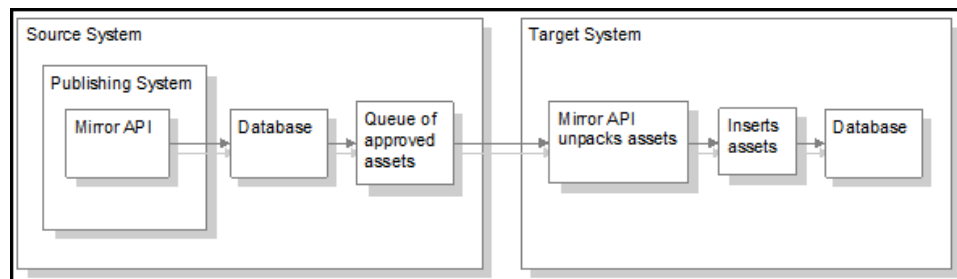 Source System
Publishing System
Mirror API
Database
Queue of
approved
assets
Target System
Mirror API
unpacks assets
Inserts
assets
Database